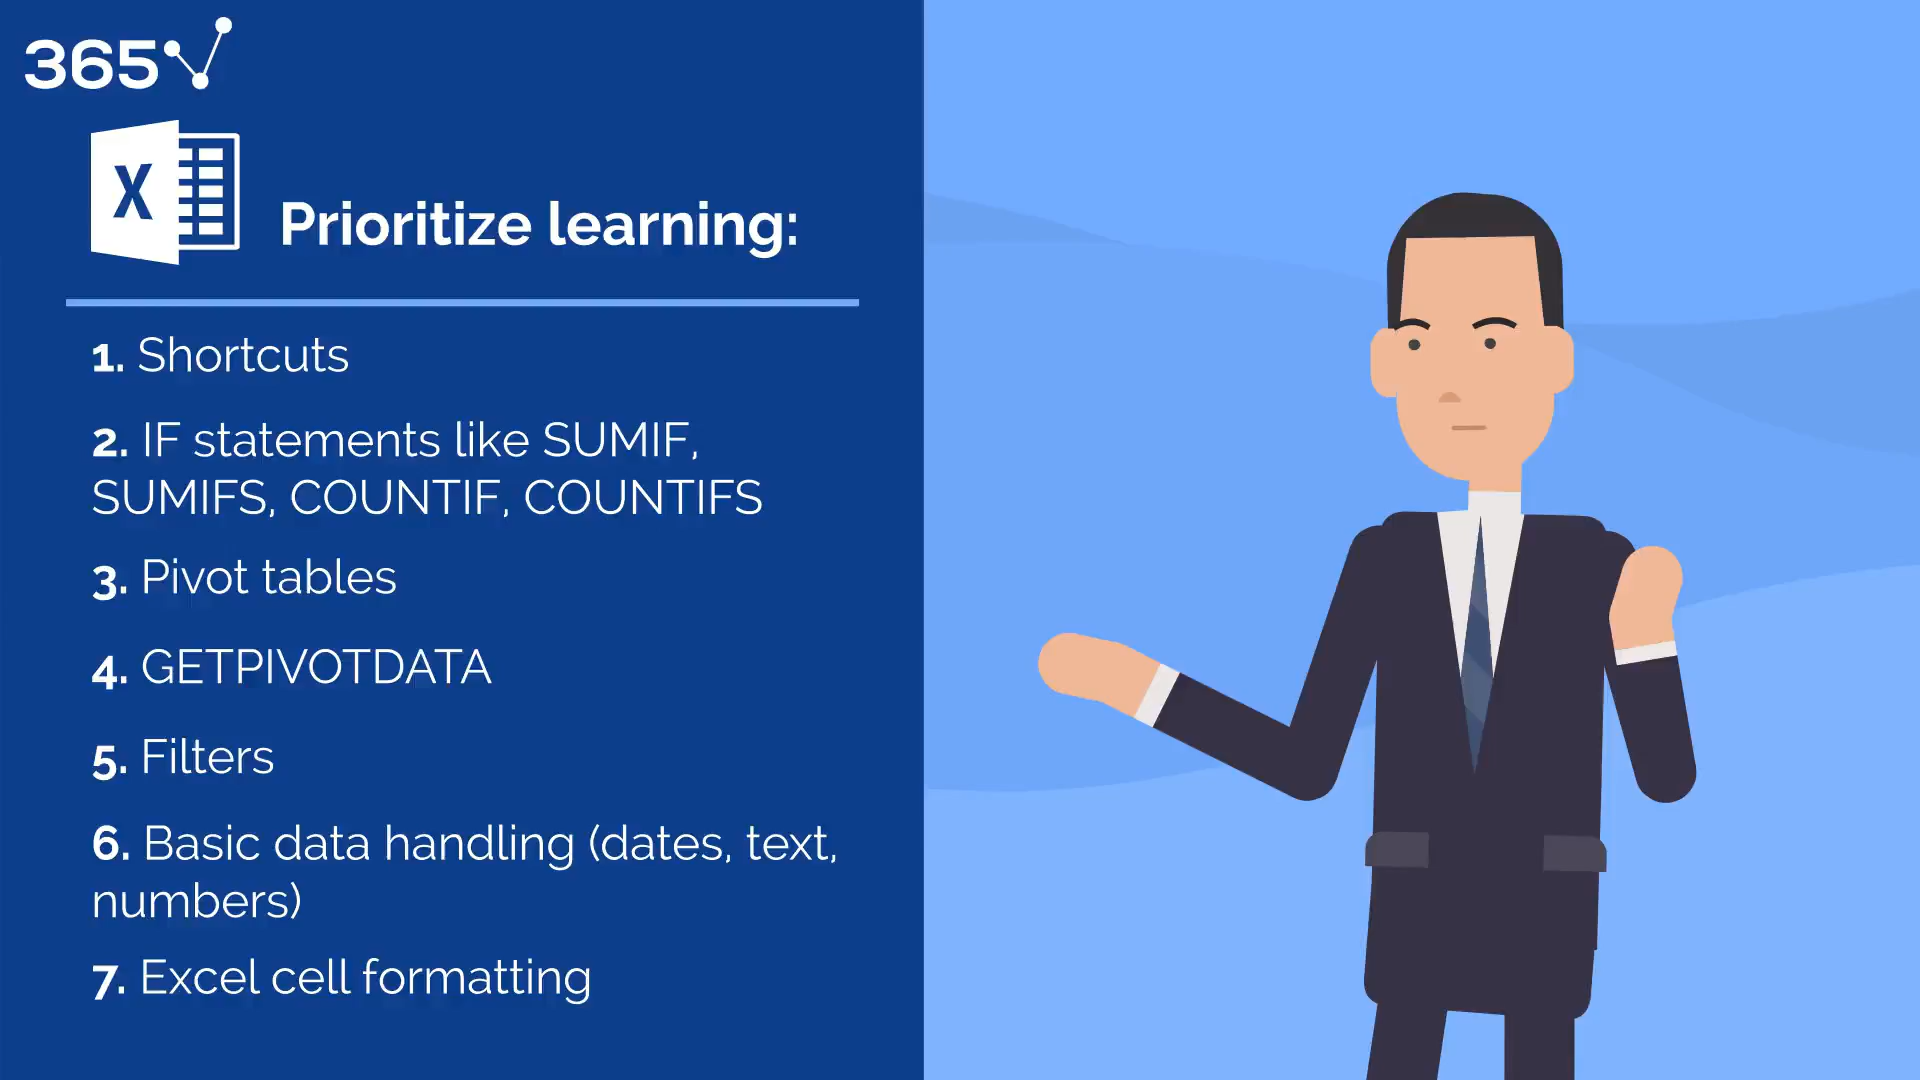 365
X
Prioritize learning:
1. Shortcuts
2. IF statements like SUMIF,
SUMIFS, COUNTIF, COUNTIFS
3. Pivot tables
4. GETPIVOTDATA
5. Filters
6. Basic data handling (dates, text,
numbers)
7. Excel cell formatting